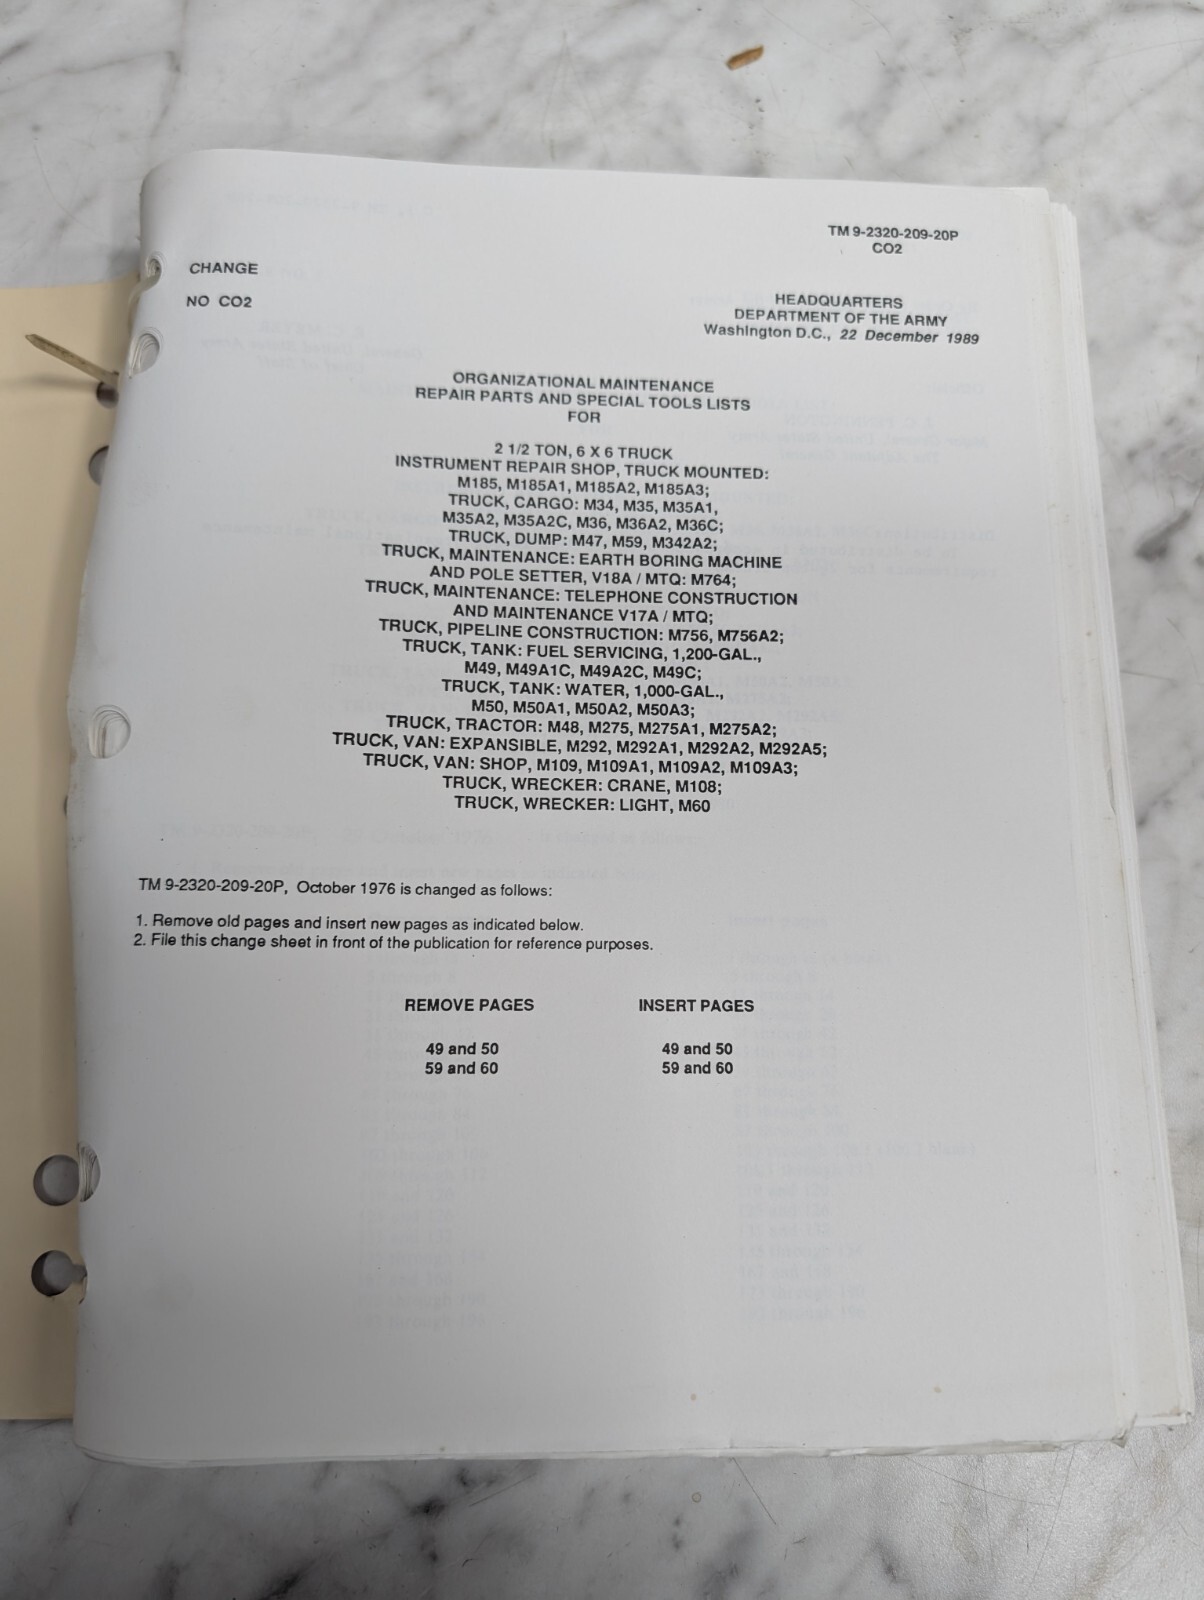 TM 9-2320-209-20P
CO2
CHANGE
NO CO2
HEADQUARTERS
DEPARTMENT OF THE ARMY
Washington D.C., 22 December 1989
ORGANIZATIONAL MAINTENANCE
REPAIR PARTS AND SPECIAL TOOLS LISTS
FOR
2 1/2 TON, 6 X 6 TRUCK
INSTRUMENT REPAIR SHOP, TRUCK MOUNTED:
M185, M185A1, M185A2, M185A3;
TRUCK, CARGO: M34, M35, M35A1,
M35A2, M35A2C, M36, M36A2, M36C;
TRUCK, DUMP: M47, M59, M342A2;
TRUCK, MAINTENANCE: EARTH BORING MACHINE
AND POLE SETTER, V18A / MTQ: M764;
TRUCK, MAINTENANCE: TELEPHONE CONSTRUCTION
AND MAINTENANCE V17A / MTQ;
TRUCK, PIPELINE CONSTRUCTION: M756, M756A2;
TRUCK, TANK: FUEL SERVICING, 1,200-GAL.,
M49, M49A1C, M49A2C, M49C;
TRUCK, TANK: WATER, 1,000-GAL.,
M50, M50A1, M50A2, M50A3;
TRUCK, TRACTOR: M48, M275, M275A1, M275A2;
TRUCK, VAN: EXPANSIBLE, M292, M292A1, M292A2, M292A5;
TRUCK, VAN: SHOP, M109, M109A1, M109A2, M109A3;
TRUCK, WRECKER: CRANE, M108;
TRUCK, WRECKER: LIGHT, M60
TM 9-2320-209-20P, October 1976 is changed as follows:
1. Remove old pages and insert new pages as indicated below.
2. File this change sheet in front of the publication for reference purposes.
REMOVE PAGES INSERT PAGES
49 and 50 49 and 50
59 and 60 59 and 60